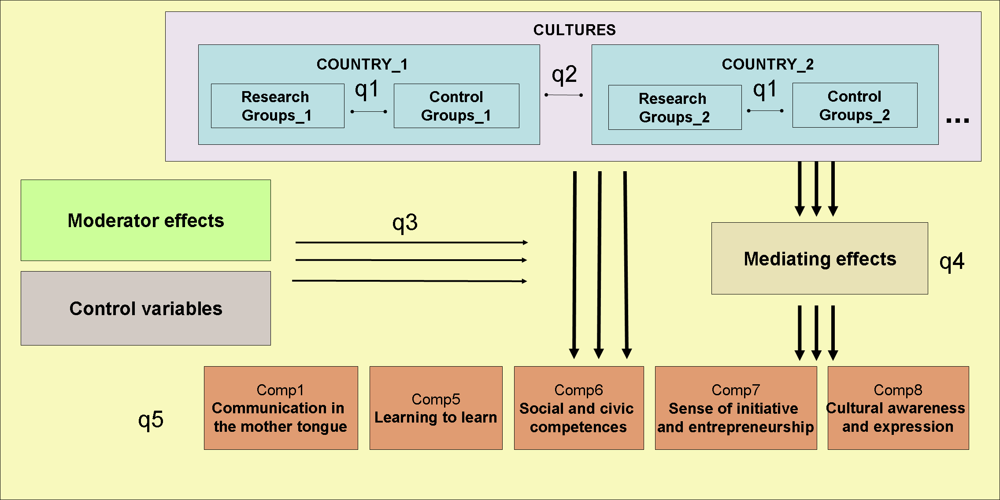 CULTURES
COUNTRY_1
Research
Groups_1
q1
Control
Groups_1
q2
COUNTRY_2
Research
Groups_2
q1
Control
Groups_2
...
Moderator effects
Control variables
q3
Mediating effects
q4
q5
Comp1
Communication in
the mother tongue
Comp5
Learning to learn
Comp6
Social and civic
competences
Comp7
Sense of initiative
and entrepreneurship
Comp8
Cultural awareness
and expression